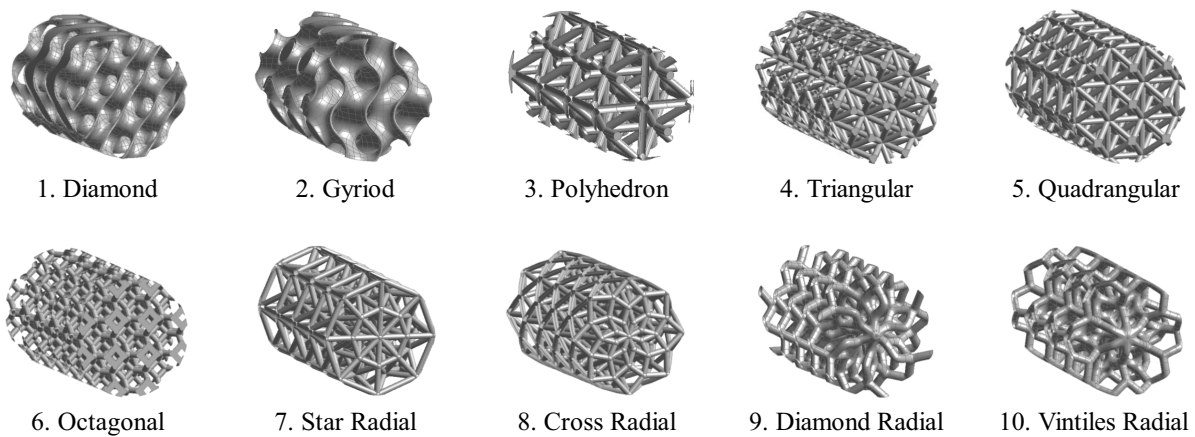 1. Diamond
2. Gyriod
3. Polyhedron
4. Triangular
5. Quadrangular
6. Octagonal
7. Star Radial
8. Cross Radial
9. Diamond Radial
10. Vintiles Radial